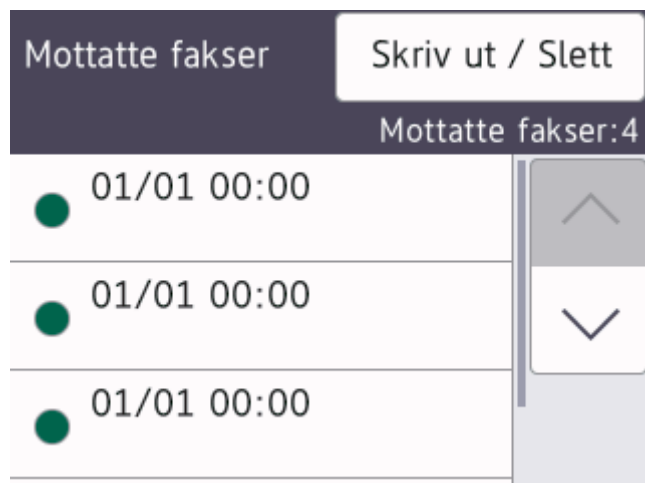 Mottatte fakser
Skriv ut / Slett
Mottatte fakser:4
01/01 00:00
01/01 00:00
01/01 00:00